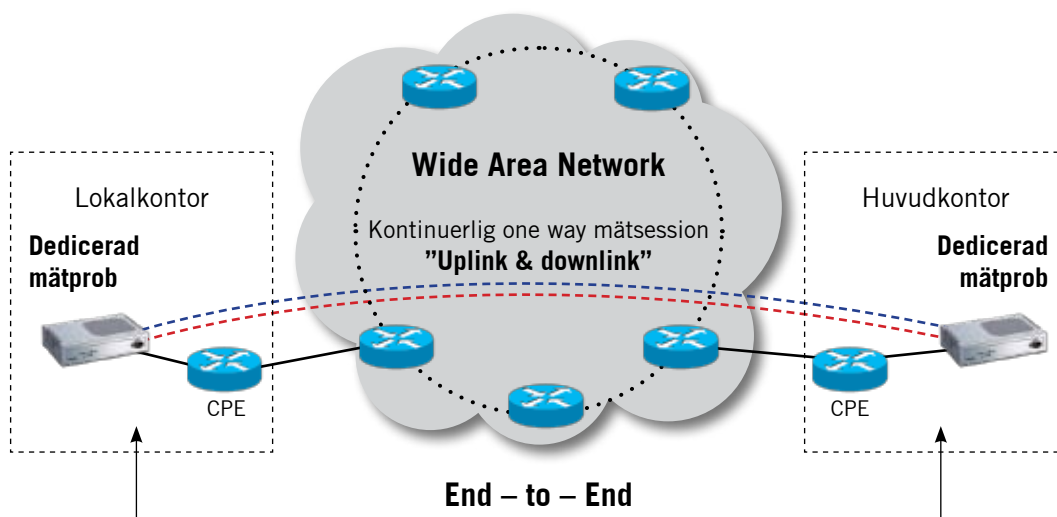 Wide Area Network
Kontinuerlig one way mätsession
”Uplink & downlink”
Lokalkontor
Dedicerad
mätprob
CPE
Huvudkontor
Dedicerad
mätprob
CPE
End – to – End